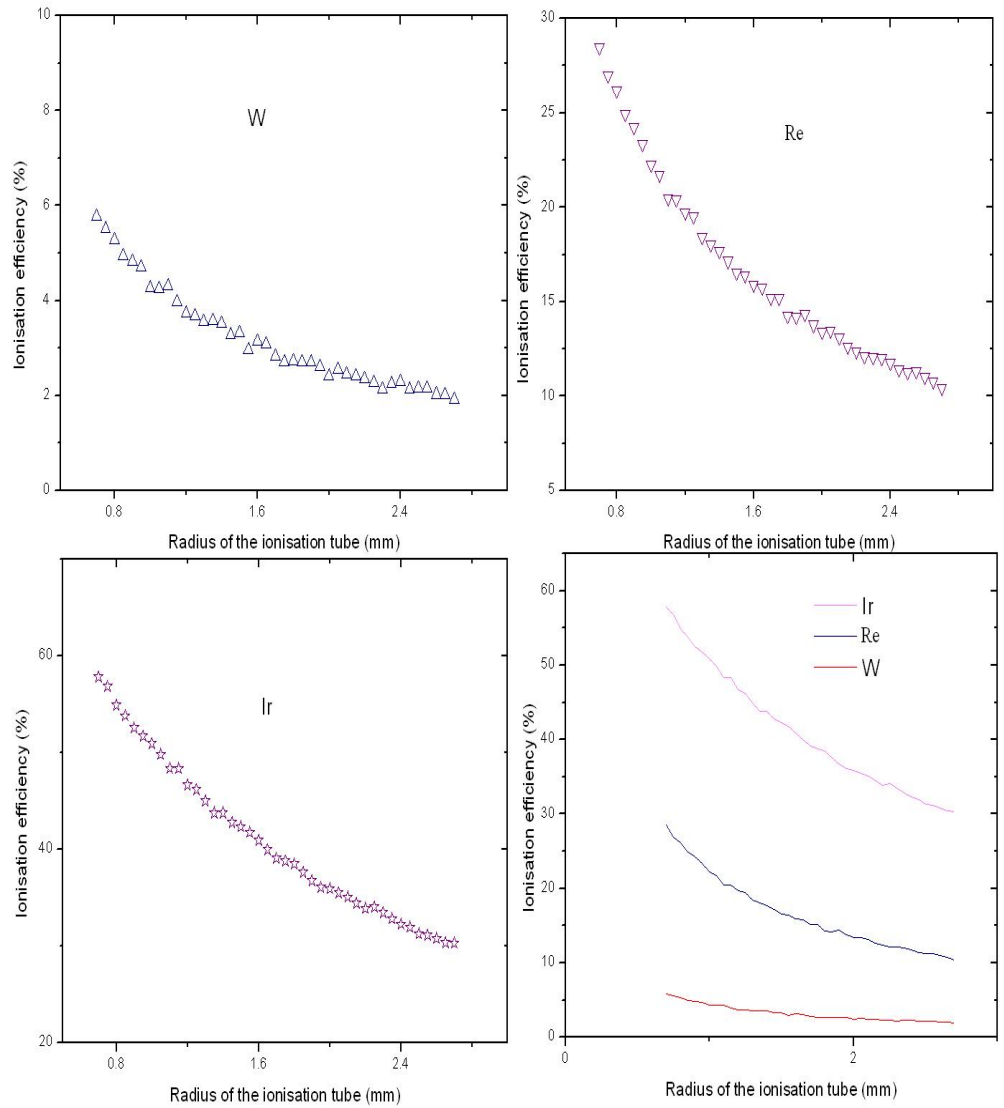 10
8
6
4
2
0
Ionisation efficiency (%)
W
0.8
1.6
2.4
Radius of the ionisation tube (mm)
30
25
20
15
10
5
Ionisation efficiency (%)
Re
0.8
1.6
2.4
Radius of the ionisation tube (mm)
60
40
20
Ionisation efficiency (%)
Ir
0.8
1.6
2.4
Radius of the ionisation tube (mm)
60
50
40
30
20
10
0
Ionisation efficiency (%)
Ir
Re
W
0
2
Radius of the ionisation tube (mm)